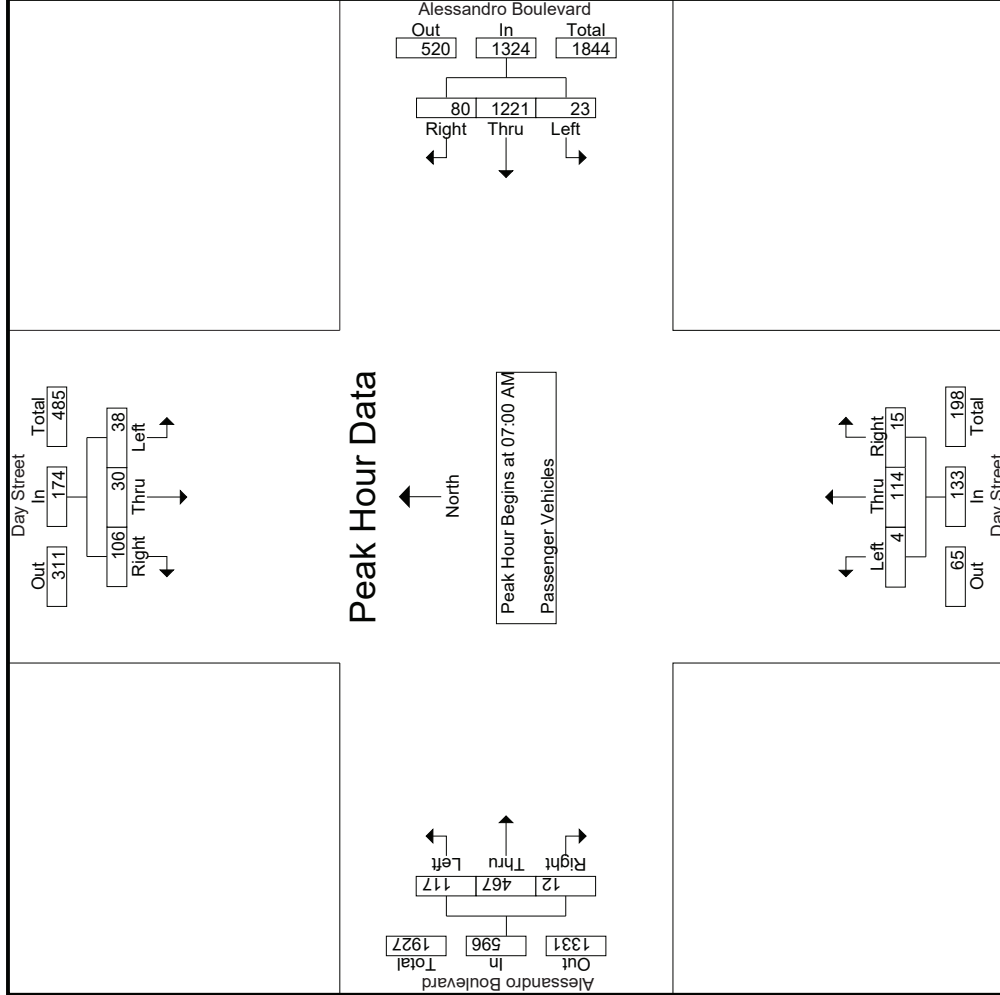 Alessandro Boulevard
Out In Total
520 1324 1844
80 1221 23
Right Thru Left
Day Street
Out In Total
311 174 485
106 30 38
Right Thru Left
Peak Hour Data
North
Peak Hour Begins at 07:00 AM
Passenger Vehicles
Left Thru Right
4 114 15
65 133 198
Out In Total
Day Street
Right Thru Left
12 467 117
1331 596 1927
Out In Total
Alessandro Boulevard